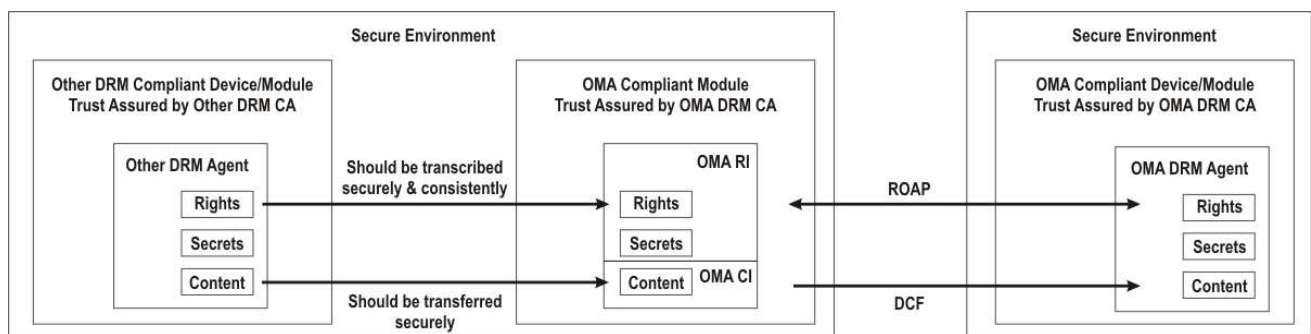 Secure Environment
Other DRM Compliant Device/Module
Trust Assured by Other DRM CA
Other DRM Agent
Rights
Secrets
Content
Should be transcribed
securely & consistently
Should be transferred
securely
OMA Compliant Module
Trust Assured by OMA DRM CA
OMA RI
Rights
Secrets
Content
OMA CI
ROAP
DCF
Secure Environment
OMA Compliant Device/Module
Trust Assured by OMA DRM CA
OMA DRM Agent
Rights
Secrets
Content